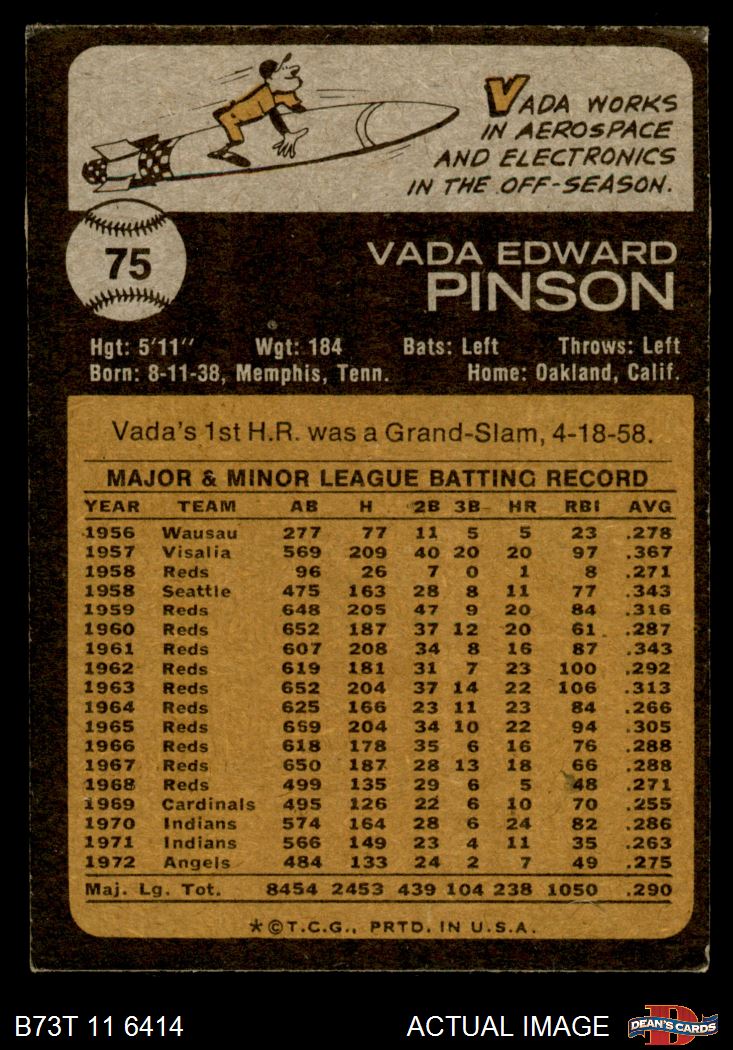 VADA WORKS
IN AEROSPACE
AND ELECTRONICS
IN THE OFF-SEASON.
75
VADA EDWARD
PINSON
Hgt: 5'11" Wgt: 184 Bats: Left Throws: Left
Born: 8-11-38, Memphis, Tenn. Home: Oakland, Calif.
Vada's 1st H.R. was a Grand-Slam, 4-18-58.
MAJOR & MINOR LEAGUE BATTING RECORD
YEAR TEAM AB H 2B 3B HR RBI AVG
1956 Wausau 277 77 11 5 5 23 .278
1957 Visalia 569 209 40 20 20 97 .367
1958 Reds 96 26 7 0 1 8 .271
1958 Seattle 475 163 28 8 11 77 .343
1959 Reds 648 205 47 9 20 84 .316
1960 Reds 652 187 37 12 20 61 .287
1961 Reds 607 208 34 8 16 87 .343
1962 Reds 619 181 31 7 23 100 .292
1963 Reds 652 204 37 14 22 106 .313
1964 Reds 625 166 23 11 23 84 .266
1965 Reds 669 204 34 10 22 94 .305
1966 Reds 618 178 35 6 16 76 .288
1967 Reds 650 187 28 13 18 66 .288
1968 Reds 499 135 29 6 5 48 .271
1969 Cardinals 495 126 22 6 10 70 .255
1970 Indians 574 164 28 6 24 82 .286
1971 Indians 566 149 23 4 11 35 .263
1972 Angels 484 133 24 2 7 49 .275
Maj. Lg. Tot. 8454 2453 439 104 238 1050 .290
*©T.C.G., PRTD. IN U.S.A.
B73T 11 6414 ACTUAL IMAGE DEAN'S CARDS